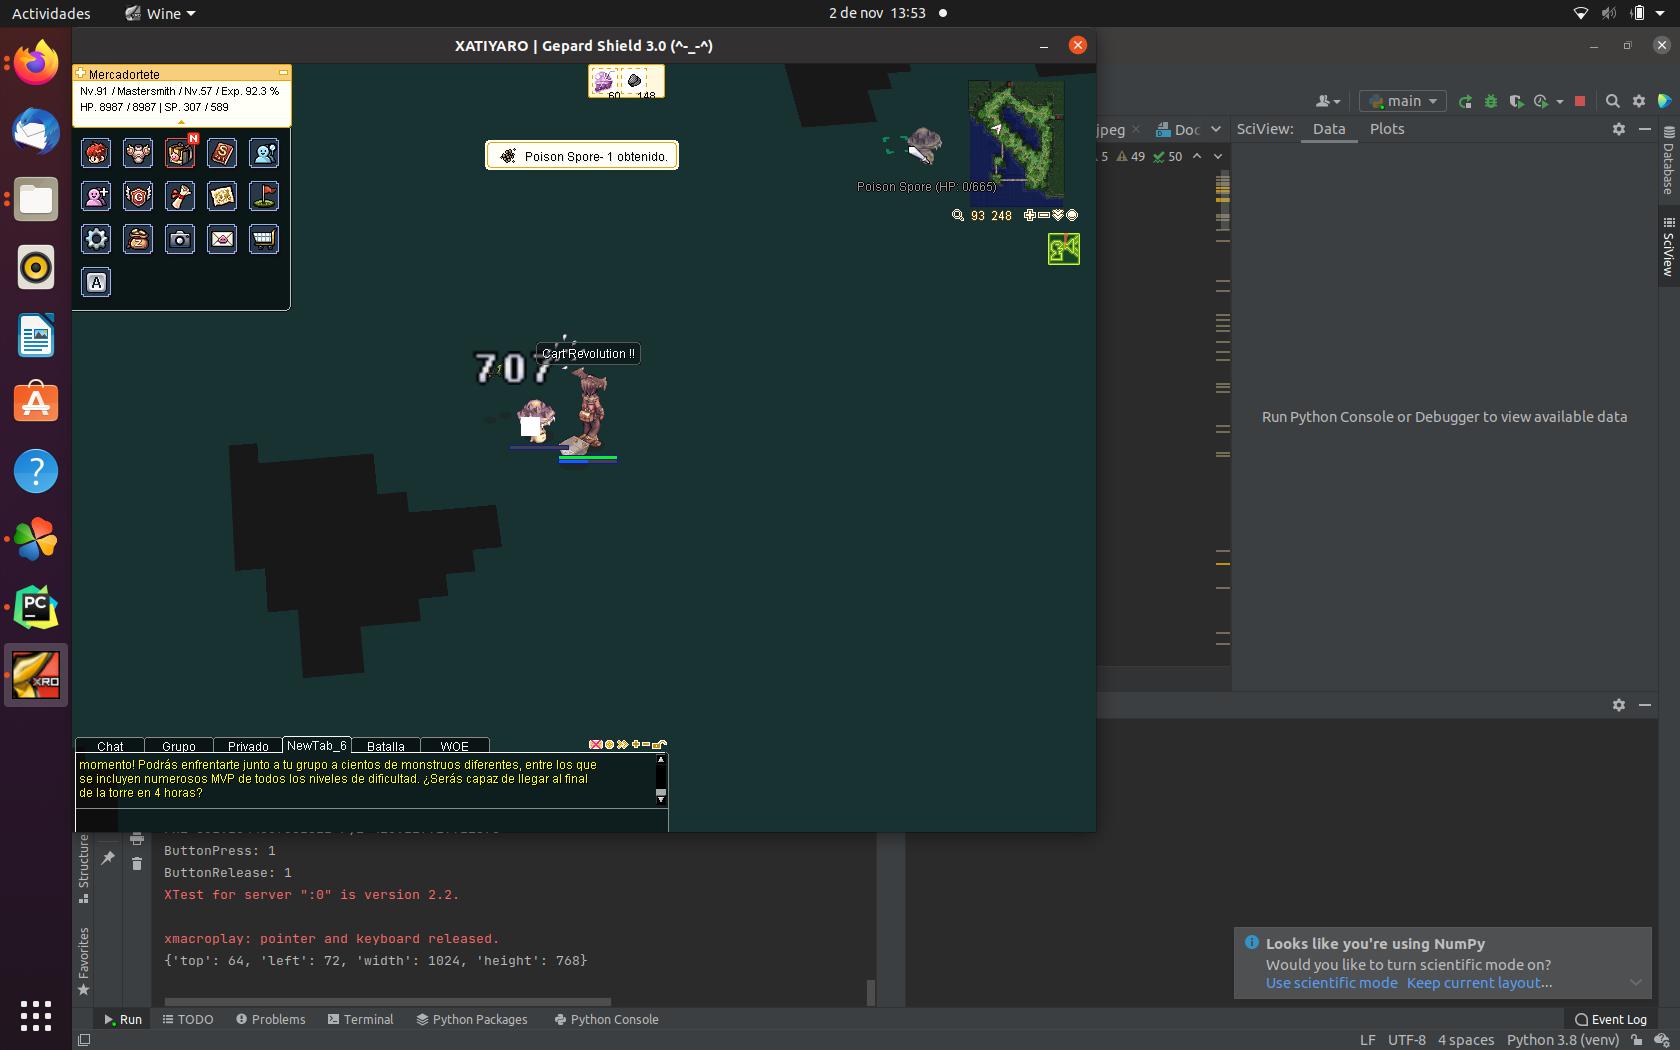 Actividades
Wine
2 de nov 13:53
XATIYARO | Gepard Shield 3.0 (^-_-^)
Mercadortete
Nv.91 / Mastersmith / Nv.57 / Exp. 92.3 %
HP. 8987 / 8987 | SP. 307 / 589
N
S
G
Z
A
60 148
Poison Spore- 1 obtenido.
Poison Spore (HP: 0/665)
93 248
707
Cart Revolution !!
Chat
Grupo
Privado
NewTab_6
Batalla
WOE
momento! Podrás enfrentarte junto a tu grupo a cientos de monstruos diferentes, entre los que
se incluyen numerosos MVP de todos los niveles de dificultad. ¿Serás capaz de llegar al final
de la torre en 4 horas?
main
jpeg
Doc
SciView:
Data
Plots
5 49 50
Database
SciView
Run Python Console or Debugger to view available data
PC
XRO
Structure
Favorites
ButtonPress: 1
ButtonRelease: 1
XTest for server ":0" is version 2.2.
xmacroplay: pointer and keyboard released.
{'top': 64, 'left': 72, 'width': 1024, 'height': 768}
Looks like you're using NumPy
Would you like to turn scientific mode on?
Use scientific mode Keep current layout...
Run
TODO
Problems
Terminal
Python Packages
Python Console
Event Log
LF UTF-8 4 spaces Python 3.8 (venv)